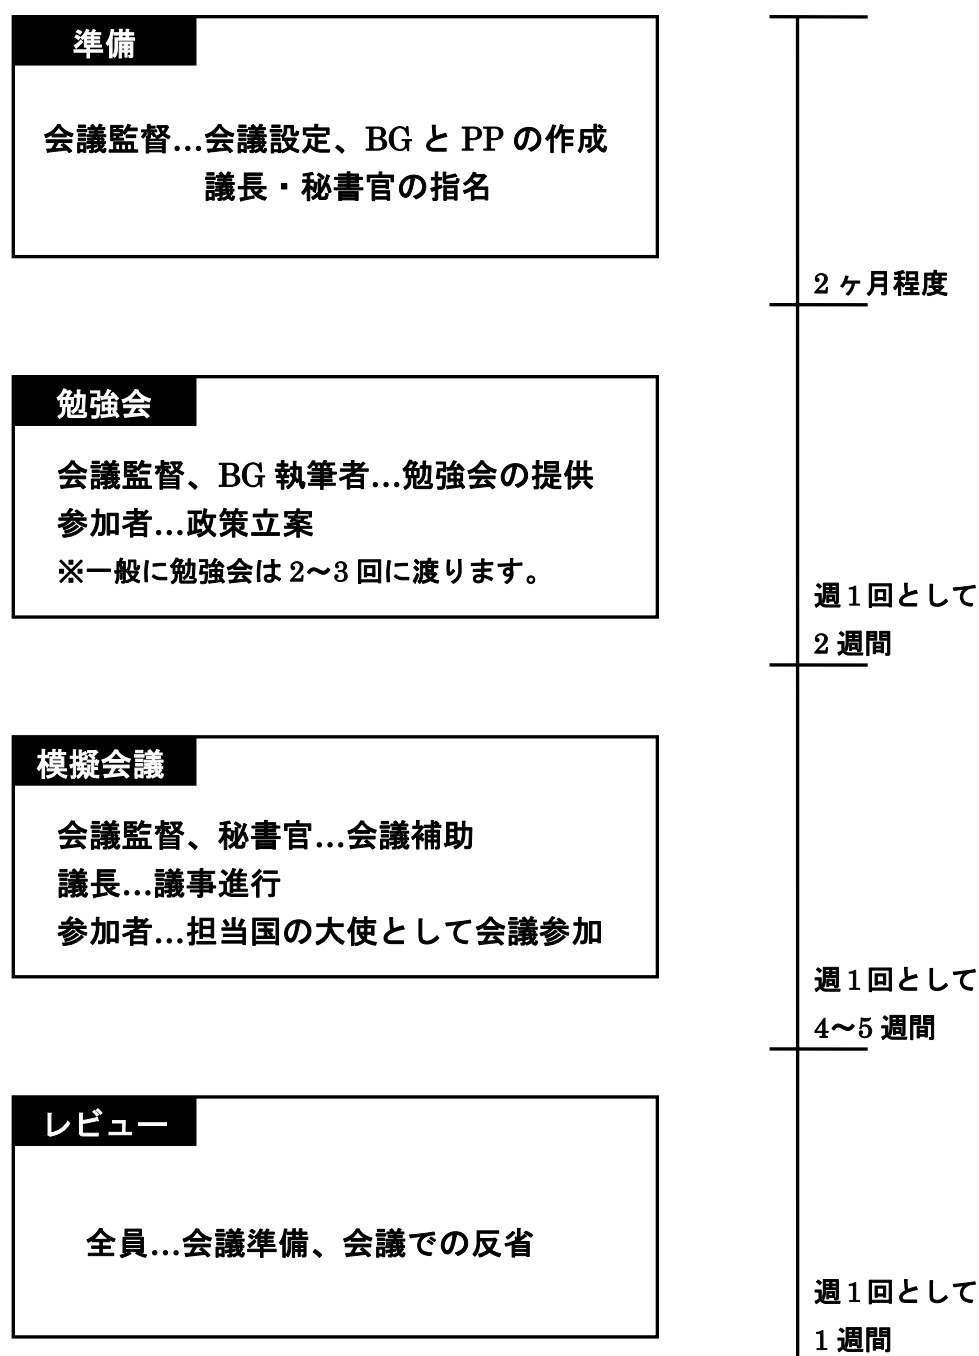 準備
会議監督…会議設定、BG と PP の作成
議長・秘書官の指名
2 ヶ月程度
勉強会
会議監督、BG 執筆者…勉強会の提供
参加者…政策立案
※一般に勉強会は 2〜3 回に渡ります。
週 1 回として
2 週間
模擬会議
会議監督、秘書官…会議補助
議長…議事進行
参加者…担当国の大使として会議参加
週 1 回として
4〜5 週間
レビュー
全員…会議準備、会議での反省
週 1 回として
1 週間